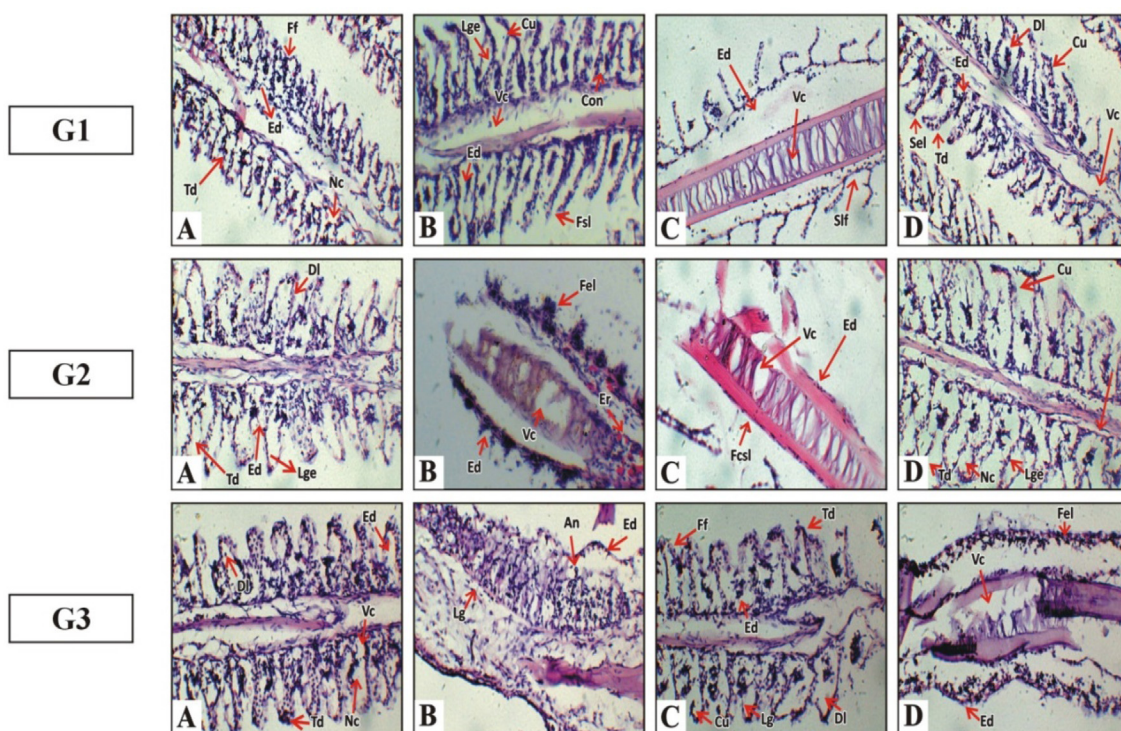 G1
Ff
Ed
Td
Nc
A
Lge
Cu
Vc
Con
Ed
Fsl
B
Ed
Vc
Slf
C
Dl
Cu
Ed
Vc
Sel
Td
D
G2
Dl
Td
Ed
Lge
A
Fel
Er
Vc
Ed
B
Vc
Ed
Fcsl
C
Cu
Td
Nc
Lge
D
G3
Ed
Dl
Vc
Td
Nc
A
An
Ed
Lg
B
Ff
Td
Ed
Cu
Lg
Dl
C
Fel
Vc
Ed
D